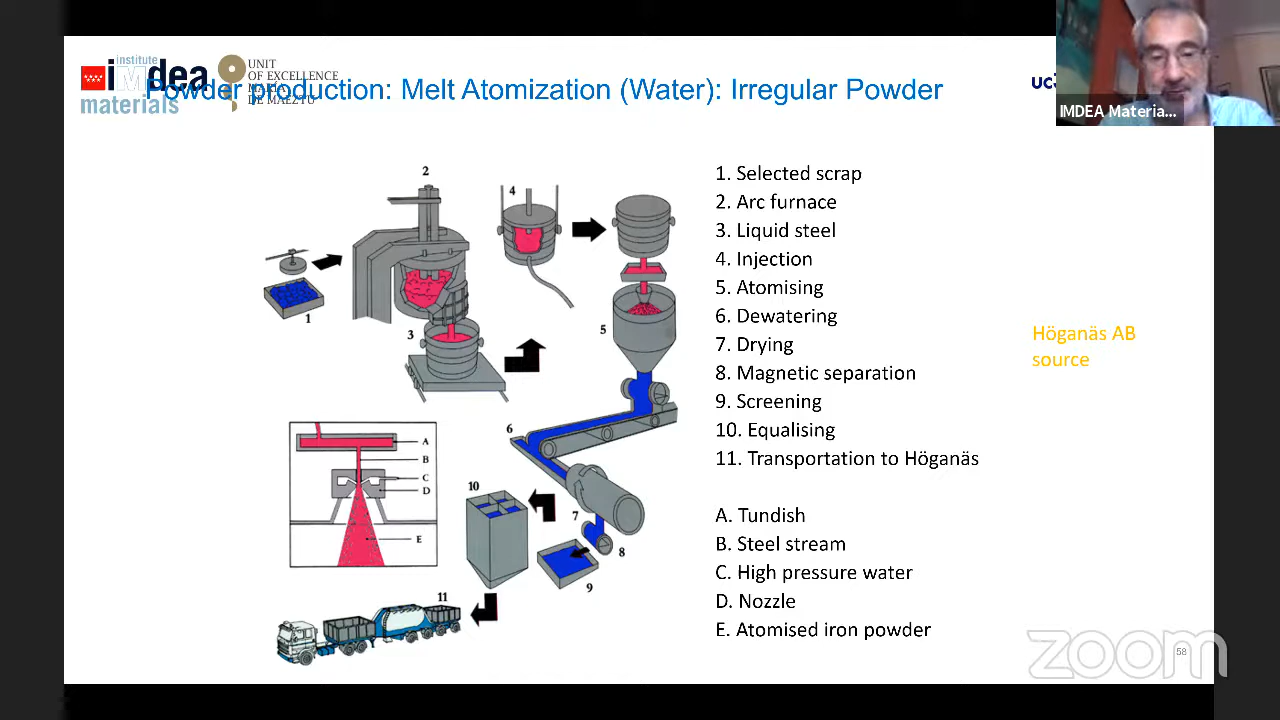 institute
imdea
materials
UNIT
OF EXCELLENCE
MARÍA
DE MAEZTU
Powder production: Melt Atomization (Water): Irregular Powder
IMDEA Materia...
1. Selected scrap
2. Arc furnace
3. Liquid steel
4. Injection
5. Atomising
6. Dewatering
7. Drying
8. Magnetic separation
9. Screening
10. Equalising
11. Transportation to Höganäs
A. Tundish
B. Steel stream
C. High pressure water
D. Nozzle
E. Atomised iron powder
Höganäs AB
source
2
4
1
3
5
6
A
B
C
D
E
10
7
8
9
11
zoom
58